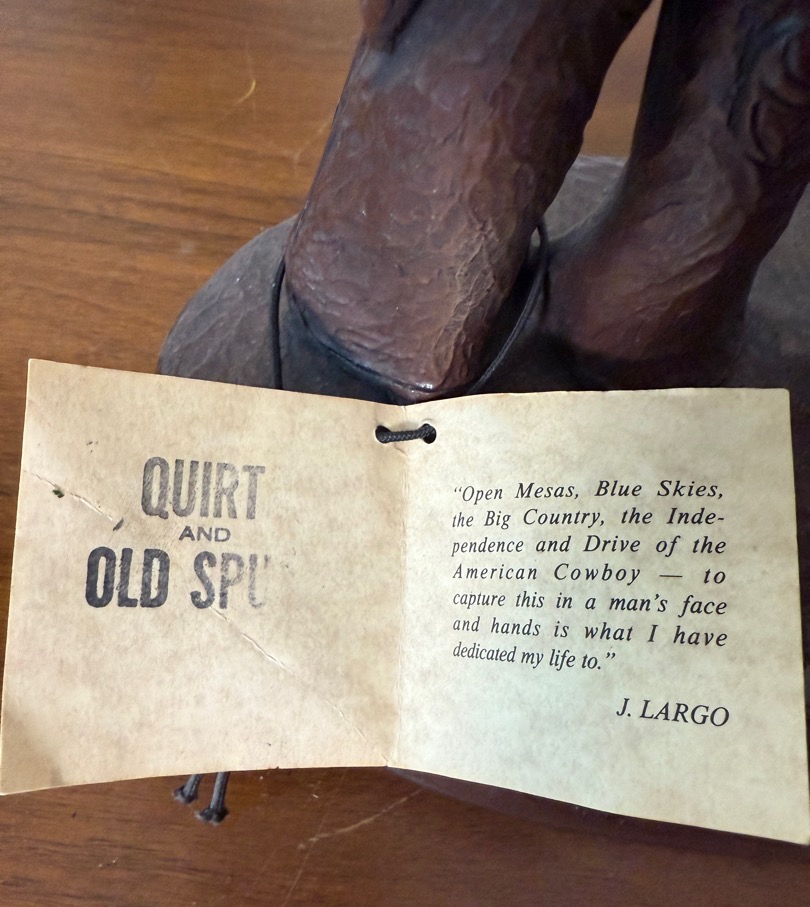 QUIRT
AND
OLD SPU
"Open Mesas, Blue Skies,
the Big Country, the Inde-
pendence and Drive of the
American Cowboy — to
capture this in a man's face
and hands is what I have
dedicated my life to."
J. LARGO